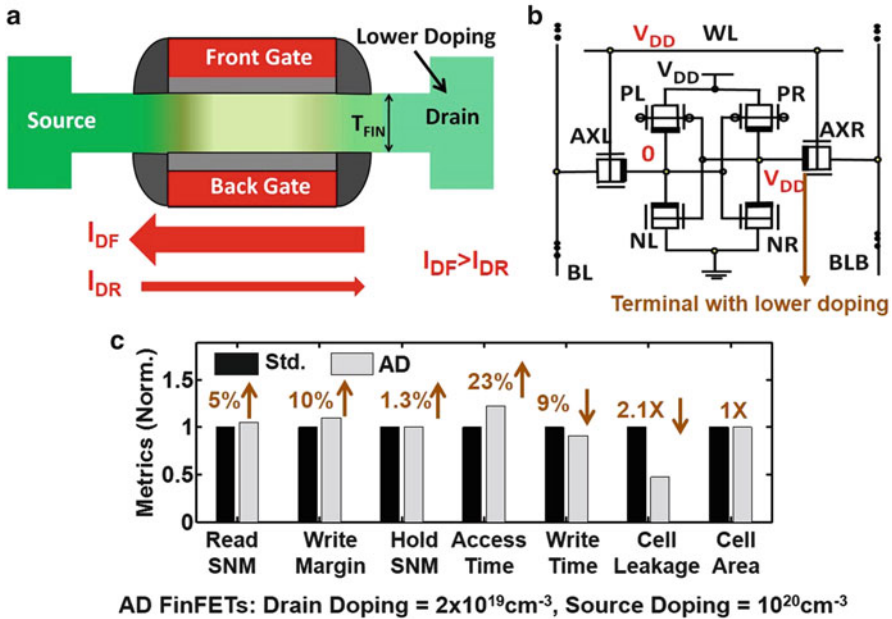 a
Front Gate
Lower Doping
Source
T_FIN
Drain
Back Gate
I_DF
I_DR
I_DF>I_DR
b
V_DD WL
V_DD
PL PR
AXL AXR
0
V_DD
NL NR
BL BLB
Terminal with lower doping
c
Std. AD
Metrics (Norm.)
1.5
1
0.5
0
5% 10% 1.3% 23% 9% 2.1X 1X
Read SNM
Write Margin
Hold SNM
Access Time
Write Time
Cell Leakage
Cell Area
AD FinFETs: Drain Doping = 2x10^19cm^-3, Source Doping = 10^20cm^-3